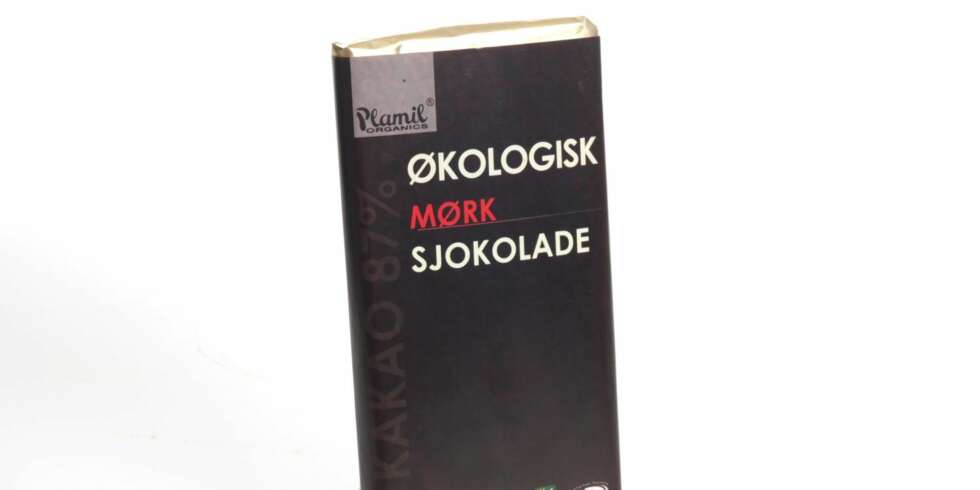 Plamil®
ORGANICS
ØKOLOGISK
MØRK
SJOKOLADE
KAKAO 87%